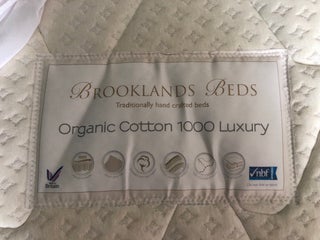 BROOKLANDS BEDS
Traditionally hand crafted beds
Organic Cotton 1000 Luxury
nbf